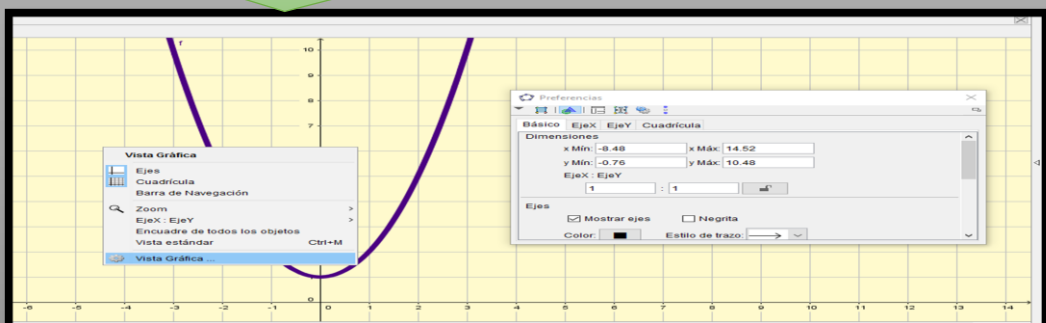 f
10
9
8
7
Vista Gráfica
Ejes
Cuadrícula
Barra de Navegación
Zoom
EjeX : EjeY
Encuadre de todos los objetos
Vista estándar Ctrl+M
Vista Gráfica ...
Preferencias
Básico EjeX EjeY Cuadrícula
Dimensiones
x Mín: -8.48 x Máx: 14.52
y Mín: -0.76 y Máx: 10.48
EjeX : EjeY
1 : 1
Ejes
Mostrar ejes Negrita
Color: Estilo de trazo:
0
-6 -5 -4 -3 -2 -1 0 1 2 3 4 5 6 7 8 9 10 11 12 13 14